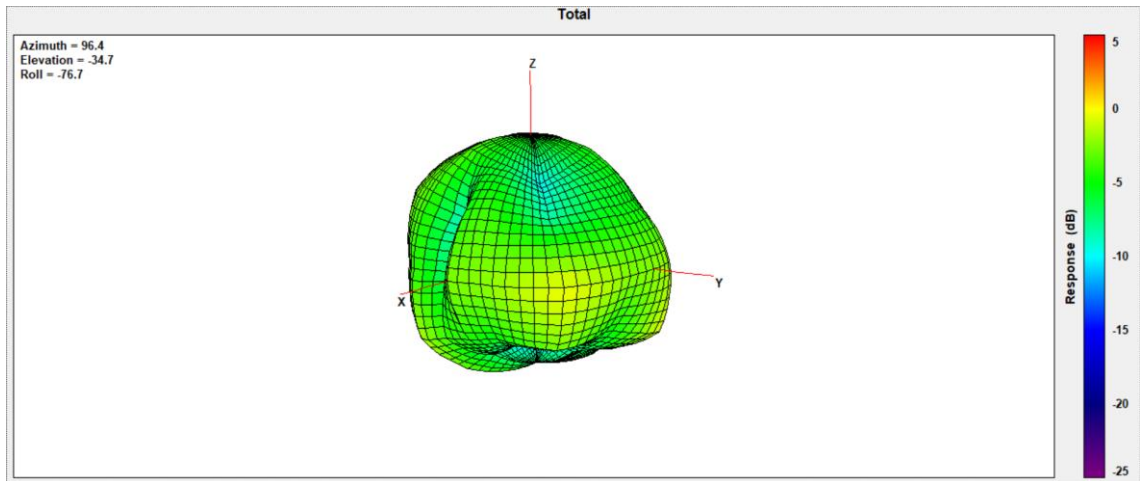 Total
Azimuth = 96.4
Elevation = -34.7
Roll = -76.7
Z
X
Y
5
0
-5
-10
-15
-20
-25
Response (dB)